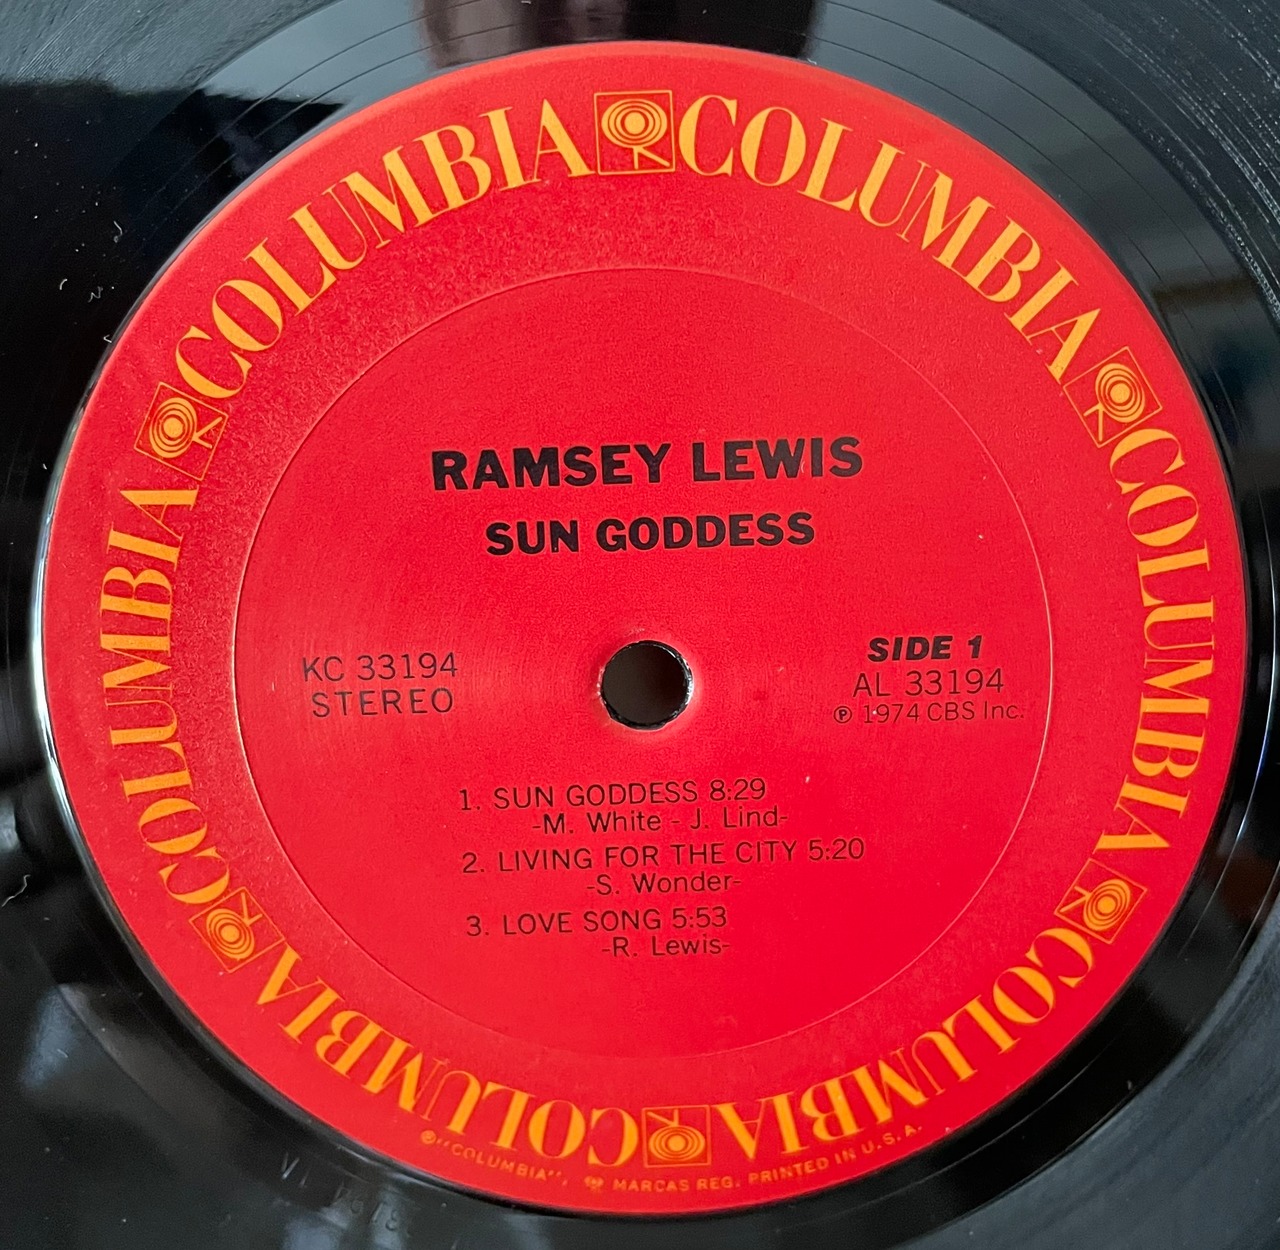 COLUMBIA COLUMBIA COLUMBIA COLUMBIA COLUMBIA COLUMBIA
RAMSEY LEWIS
SUN GODDESS
KC 33194
STEREO
SIDE 1
AL 33194
℗ 1974 CBS Inc.
1. SUN GODDESS 8:29
-M. White - J. Lind-
2. LIVING FOR THE CITY 5:20
-S. Wonder-
3. LOVE SONG 5:53
-R. Lewis-
®"COLUMBIA", MARCAS REG. PRINTED IN U.S.A.